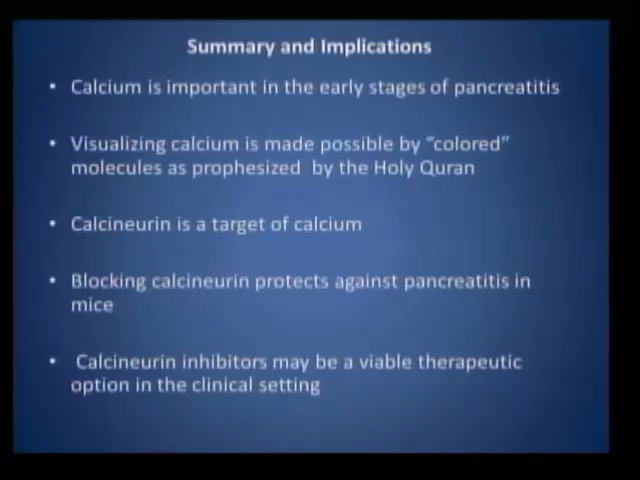 Summary and Implications
• Calcium is important in the early stages of pancreatitis
• Visualizing calcium is made possible by “colored”
molecules as prophesized by the Holy Quran
• Calcineurin is a target of calcium
• Blocking calcineurin protects against pancreatitis in
mice
• Calcineurin inhibitors may be a viable therapeutic
option in the clinical setting